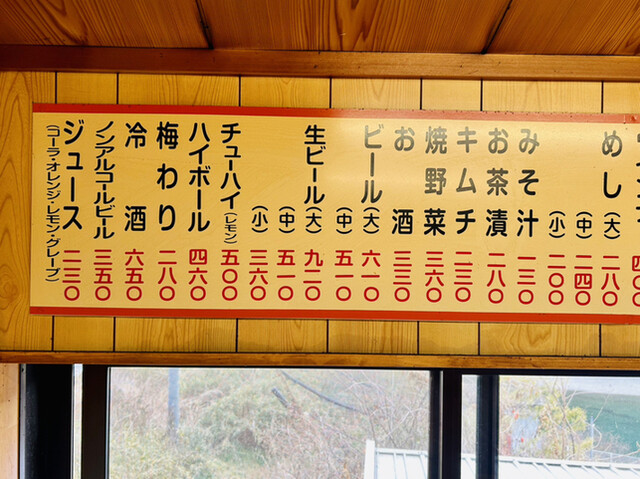 めし(大) 二八〇
(中) 二四〇
(小) 二〇〇
みそ汁 一三〇
お茶漬 二八〇
キムチ 二三〇
焼野菜 三六〇
お酒 三三〇
ビール(大) 六一〇
(中) 五一〇
生ビール(大) 九二〇
(中) 五一〇
(小) 三六〇
チューハイ(レモン) 五〇〇
ハイボール 四六〇
梅わり 二八〇
冷酒 六五〇
ノンアルコールビール 三五〇
ジュース 二三〇
(コーラ・オレンジ・レモン・グレープ)